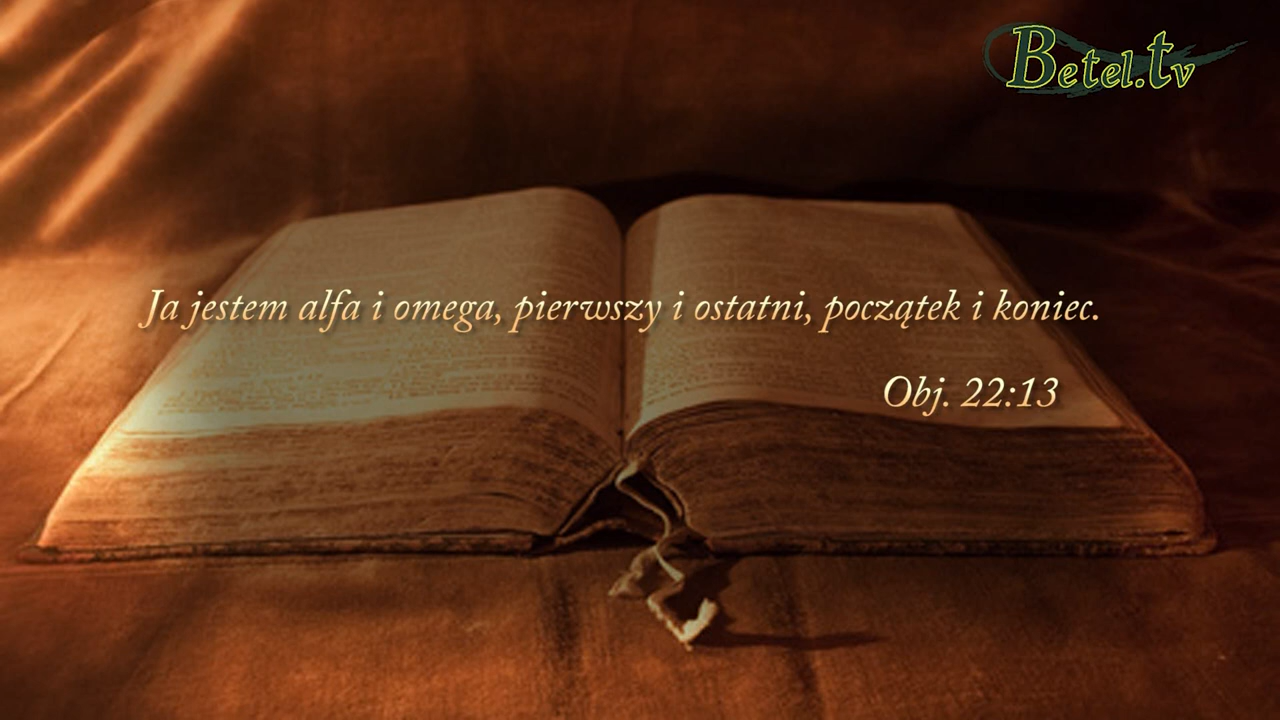 Betel.tv
Ja jestem alfa i omega, pierwszy i ostatni, początek i koniec.
Obj. 22:13